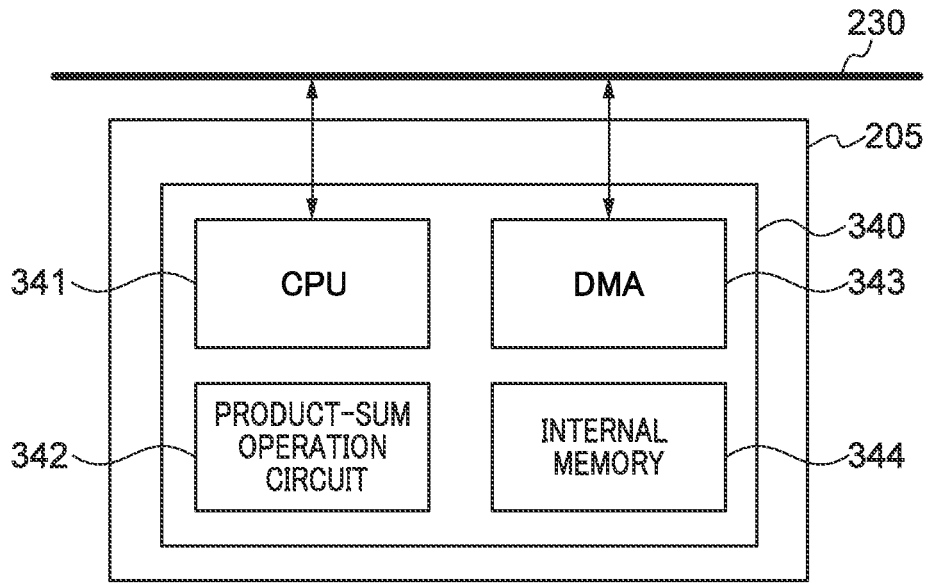 230
205
340
341
CPU
DMA
343
342
PRODUCT-SUM
OPERATION
CIRCUIT
INTERNAL
MEMORY
344